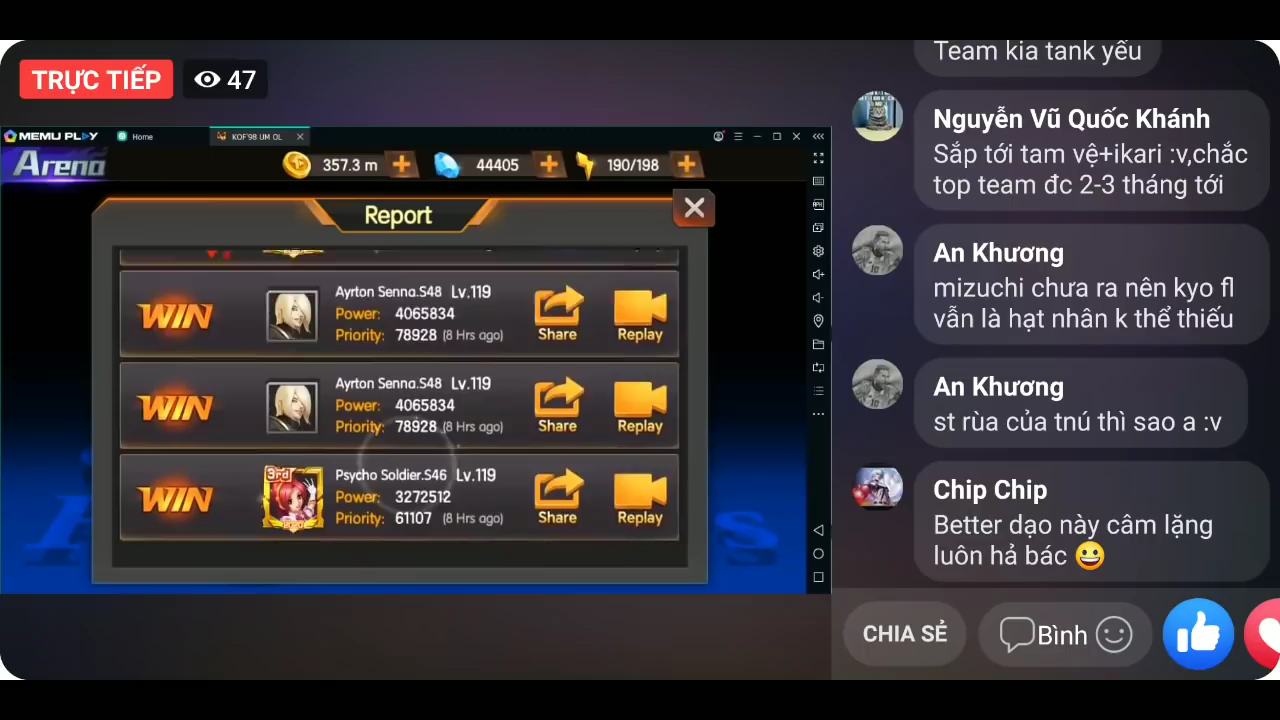 TRỰC TIẾP
47
MEMU PLAY
Home
KOF'98 UM OL
Arena
357.3 m
44405
190/198
Report
WIN
Ayrton Senna.S48 Lv.119
Power: 4065834
Priority: 78928 (8 Hrs ago)
Share
Replay
WIN
Ayrton Senna.S48 Lv.119
Power: 4065834
Priority: 78928 (8 Hrs ago)
Share
Replay
WIN
3rd
Psycho Soldier.S46 Lv.119
Power: 3272512
Priority: 61107 (8 Hrs ago)
Share
Replay
Team kia tank yếu
Nguyễn Vũ Quốc Khánh
Sắp tới tam vệ+ikari :v,chắc
top team đc 2-3 tháng tới
An Khương
mizuchi chưa ra nên kyo fl
vẫn là hạt nhân k thể thiếu
An Khương
st rùa của tnú thì sao a :v
Chip Chip
Better dạo này câm lặng
luôn hả bác 😀
CHIA SẺ
Bình